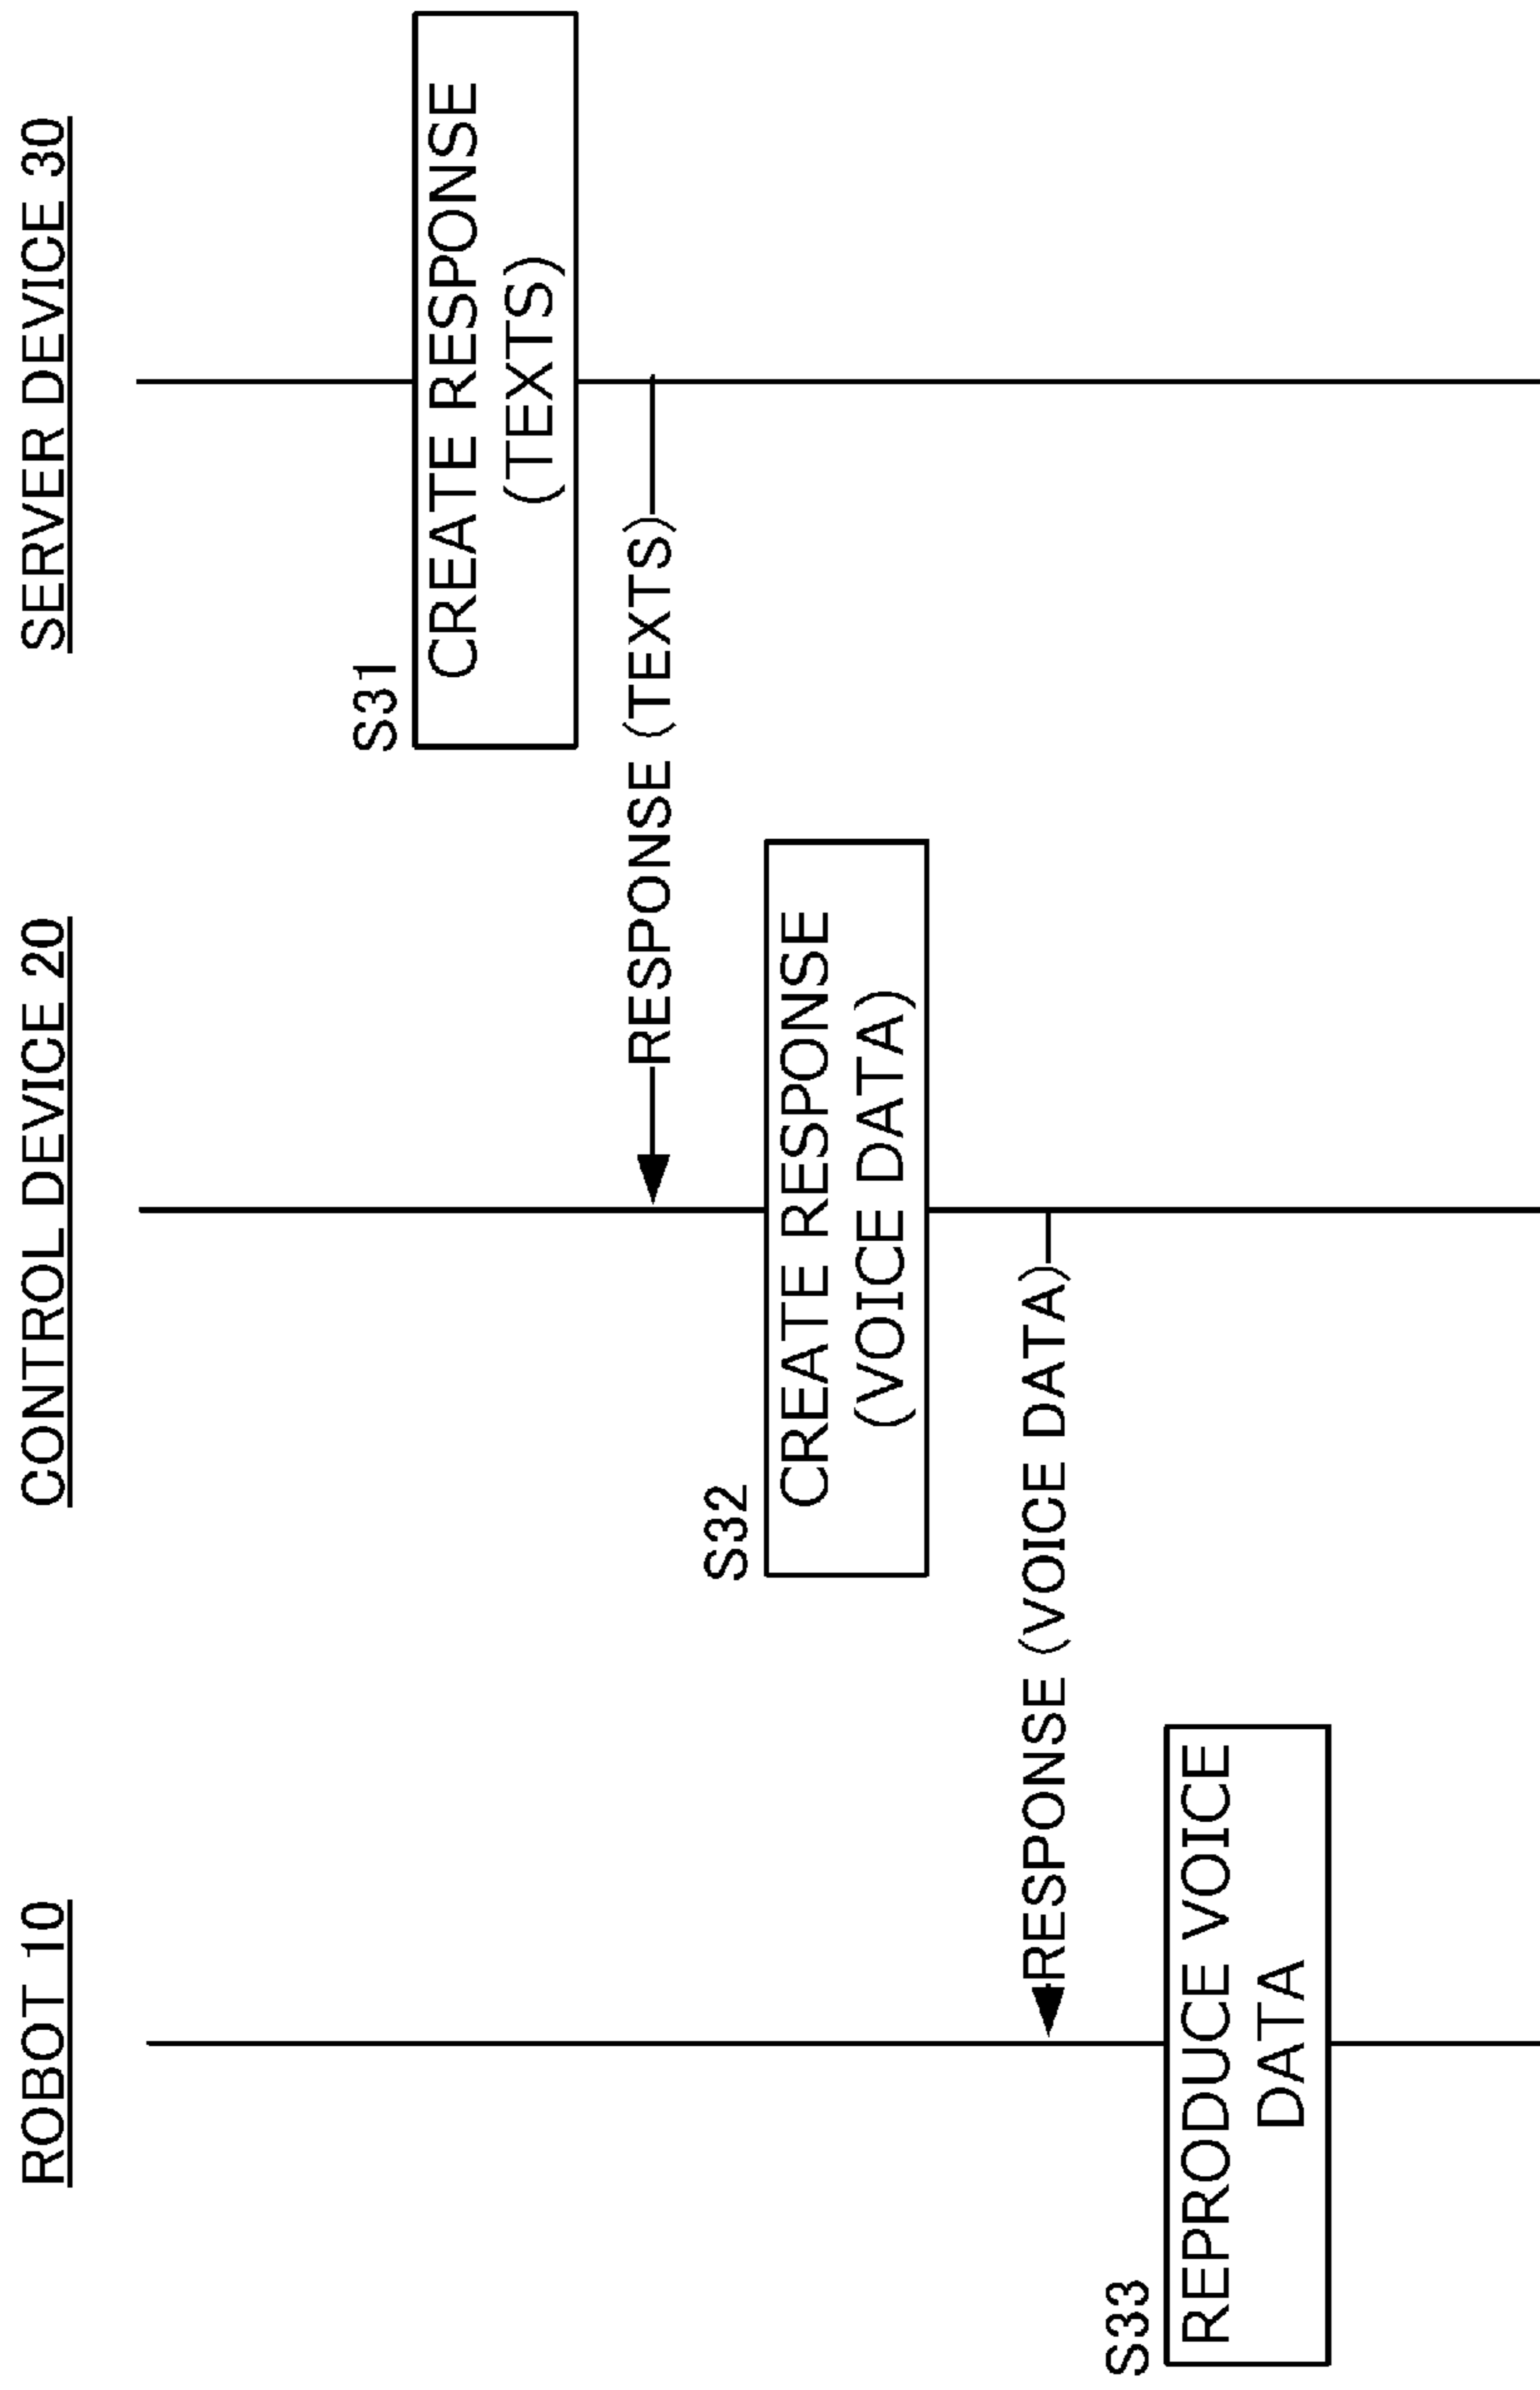 ROBOT 10
CONTROL DEVICE 20
SERVER DEVICE 30
S31
CREATE RESPONSE
(TEXTS)
RESPONSE (TEXTS)
S32
CREATE RESPONSE
(VOICE DATA)
RESPONSE (VOICE DATA)
S33
REPRODUCE VOICE
DATA